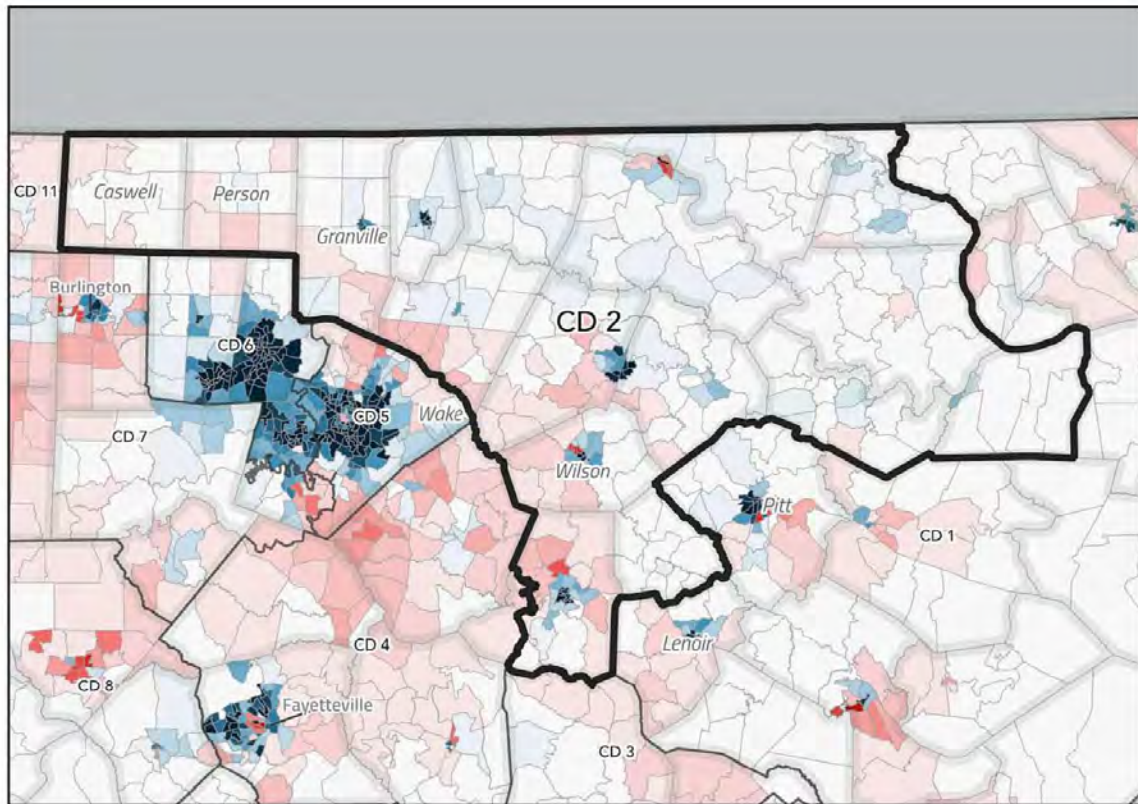 CD 11
Caswell
Person
Granville
Burlington
CD 2
CD 6
CD 5
Wake
CD 7
Wilson
Pitt
CD 1
CD 4
Lenoir
CD 8
Fayetteville
CD 3